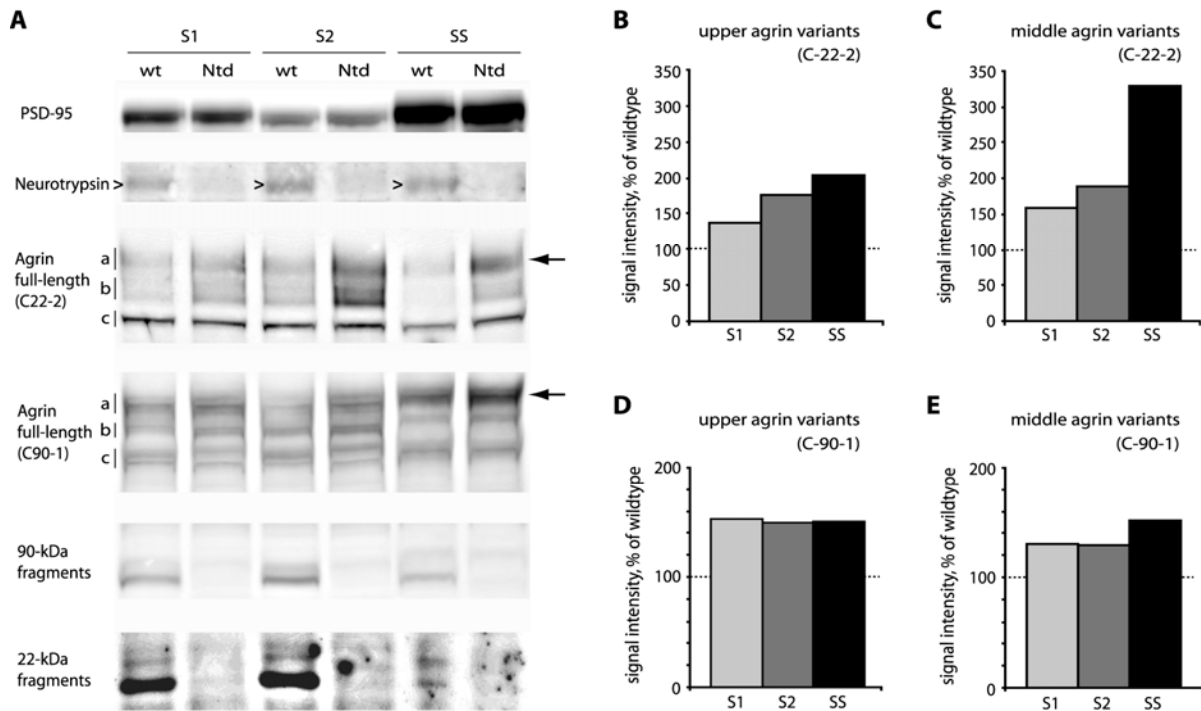 A
S1 S2 SS
wt Ntd wt Ntd wt Ntd
PSD-95
Neurotrypsin > > >
Agrin
full-length
(C22-2)
a
b
c
Agrin
full-length
(C90-1)
a
b
c
90-kDa
fragments
22-kDa
fragments
B
upper agrin variants
(C-22-2)
signal intensity, % of wildtype
350
300
250
200
150
100
50
0
S1 S2 SS
C
middle agrin variants
(C-22-2)
signal intensity, % of wildtype
350
300
250
200
150
100
50
0
S1 S2 SS
D
upper agrin variants
(C-90-1)
signal intensity, % of wildtype
200
100
0
S1 S2 SS
E
middle agrin variants
(C-90-1)
signal intensity, % of wildtype
200
100
0
S1 S2 SS